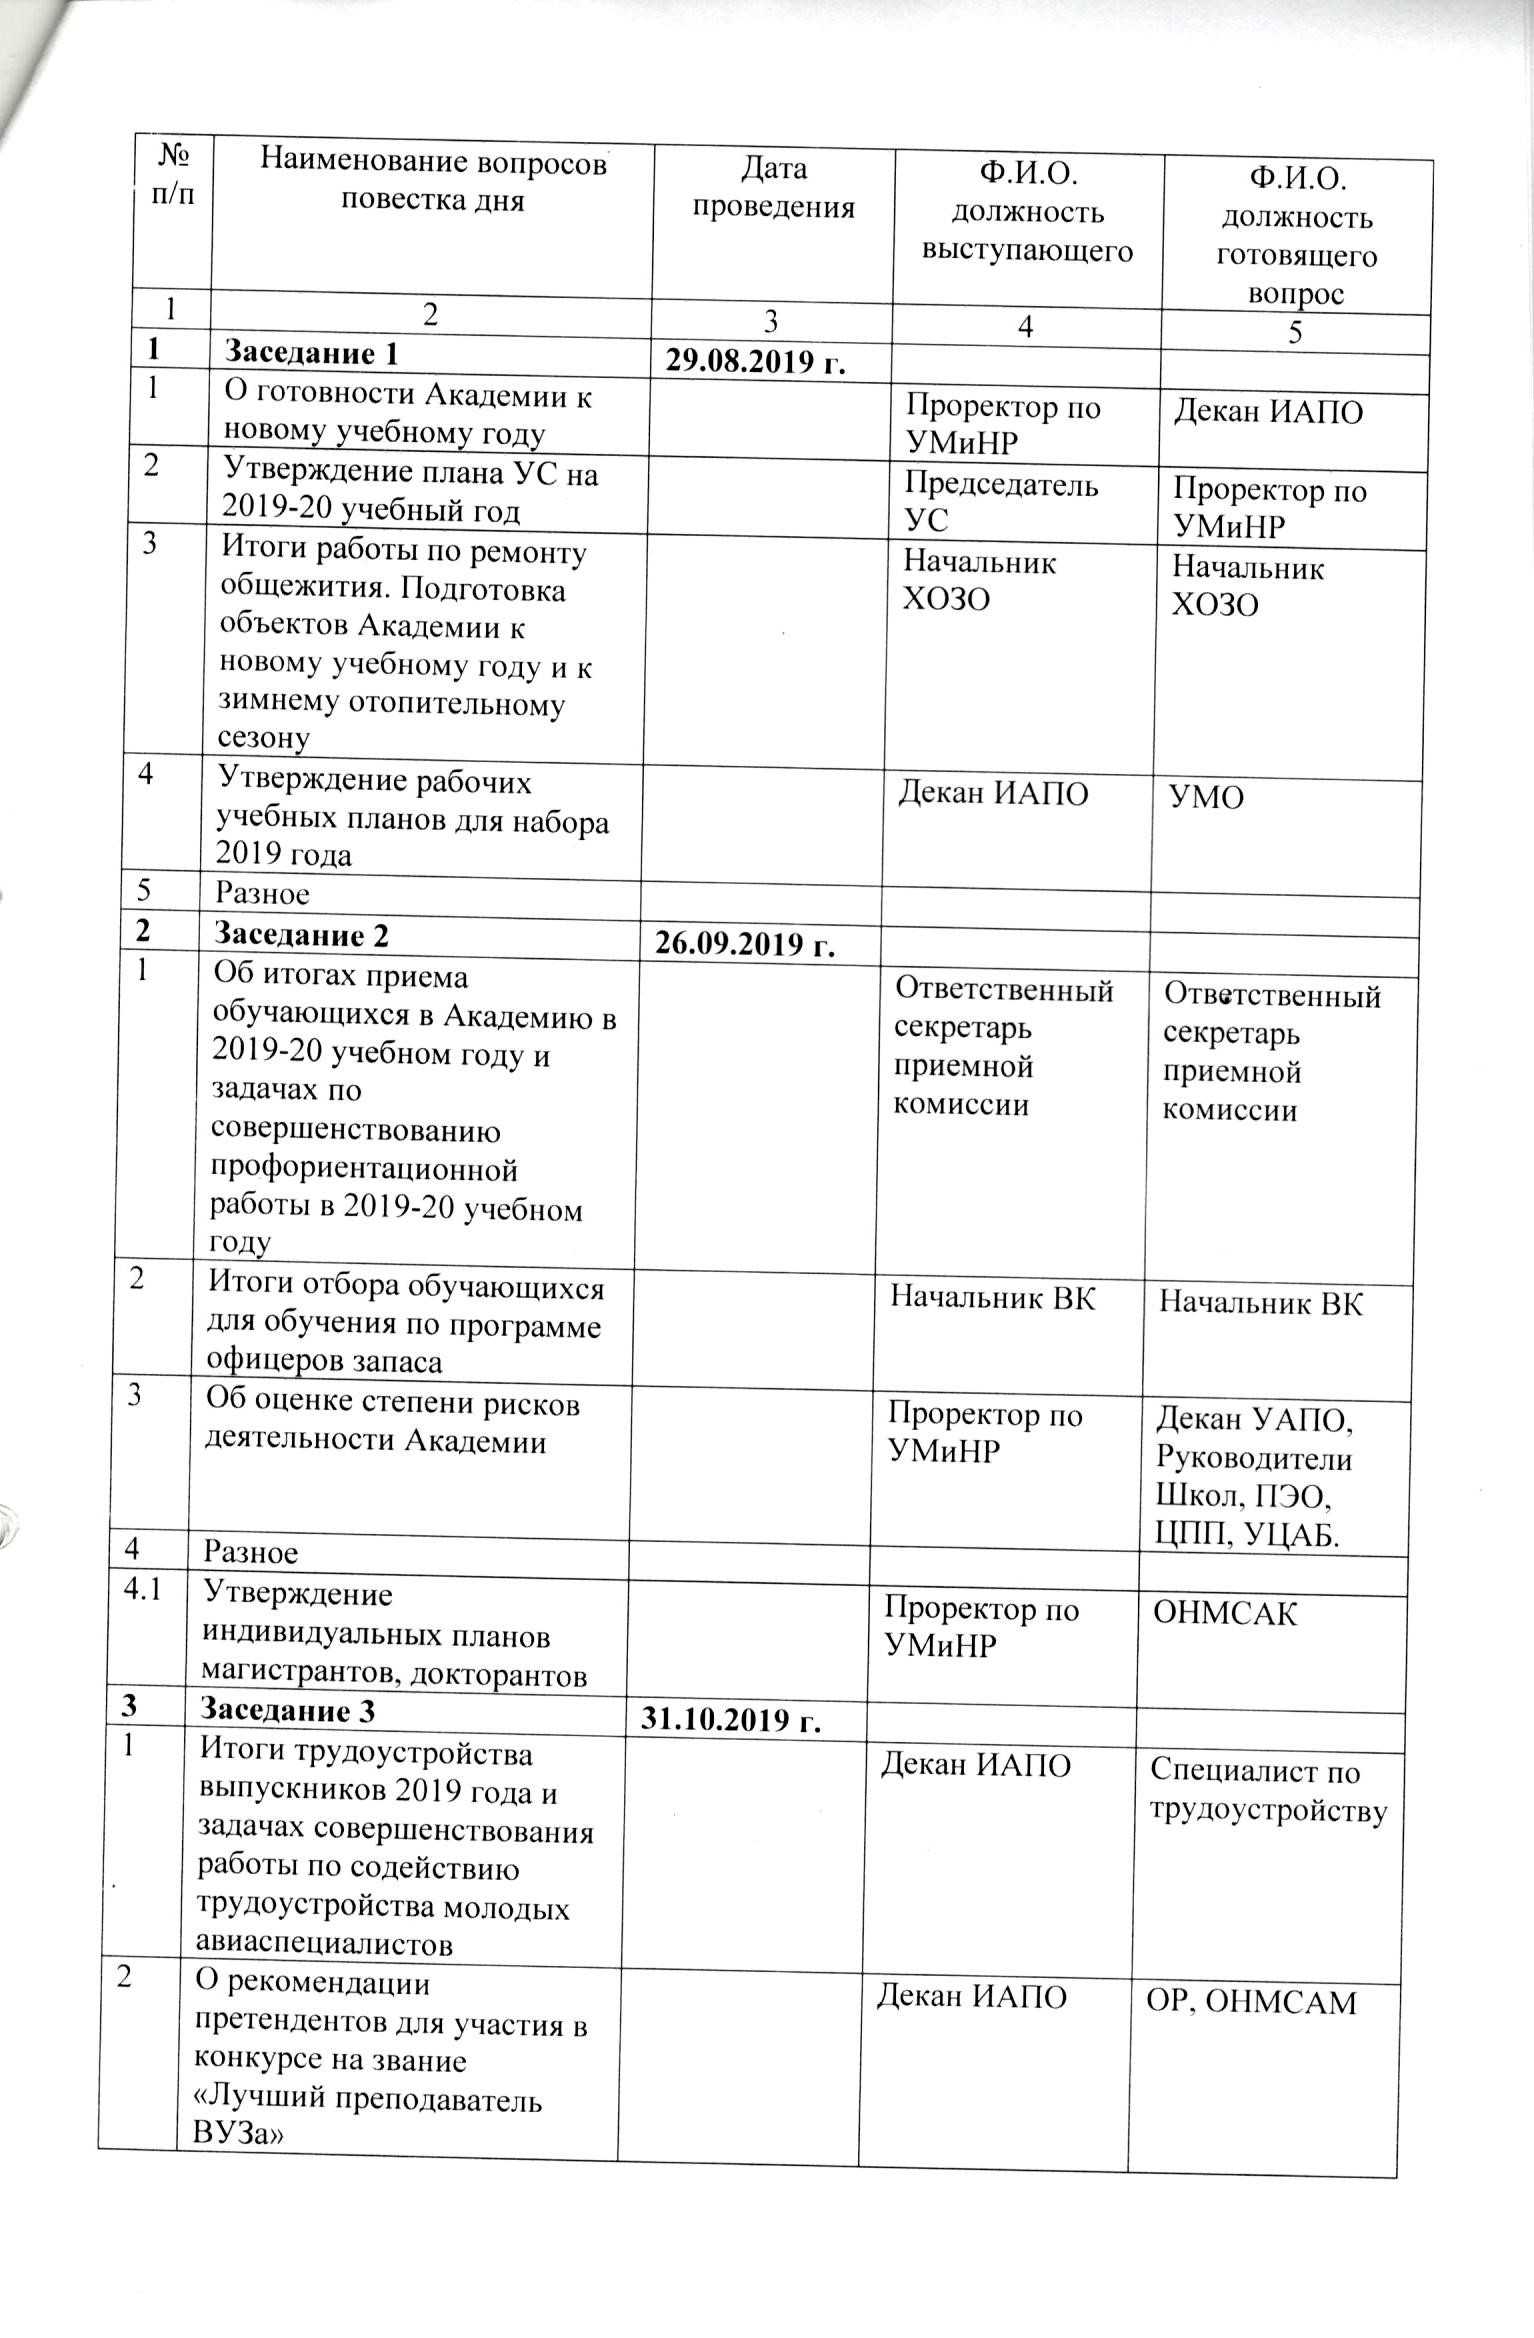 №
п/п
Наименование вопросов
повестка дня
Дата
проведения
Ф.И.О.
должность
выступающего
Ф.И.О.
должность
готовящего
вопрос
1
2
3
4
5
1
Заседание 1
29.08.2019 г.
1
О готовности Академии к
новому учебному году
Проректор по
УМиНР
Декан ИАПО
2
Утверждение плана УС на
2019-20 учебный год
Председатель
УС
Проректор по
УМиНР
3
Итоги работы по ремонту
общежития. Подготовка
объектов Академии к
новому учебному году и к
зимнему отопительному
сезону
Начальник
ХОЗО
Начальник
ХОЗО
4
Утверждение рабочих
учебных планов для набора
2019 года
Декан ИАПО
УМО
5
Разное
2
Заседание 2
26.09.2019 г.
1
Об итогах приема
обучающихся в Академию в
2019-20 учебном году и
задачах по
совершенствованию
профориентационной
работы в 2019-20 учебном
году
Ответственный
секретарь
приемной
комиссии
Ответственный
секретарь
приемной
комиссии
2
Итоги отбора обучающихся
для обучения по программе
офицеров запаса
Начальник ВК
Начальник ВК
3
Об оценке степени рисков
деятельности Академии
Проректор по
УМиНР
Декан УАПО,
Руководители
Школ, ПЭО,
ЦПП, УЦАБ.
4
Разное
4.1
Утверждение
индивидуальных планов
магистрантов, докторантов
Проректор по
УМиНР
ОНМСАК
3
Заседание 3
31.10.2019 г.
1
Итоги трудоустройства
выпускников 2019 года и
задачах совершенствования
работы по содействию
трудоустройства молодых
авиаспециалистов
Декан ИАПО
Специалист по
трудоустройству
2
О рекомендации
претендентов для участия в
конкурсе на звание
«Лучший преподаватель
ВУЗа»
Декан ИАПО
ОР, ОНМСАМ